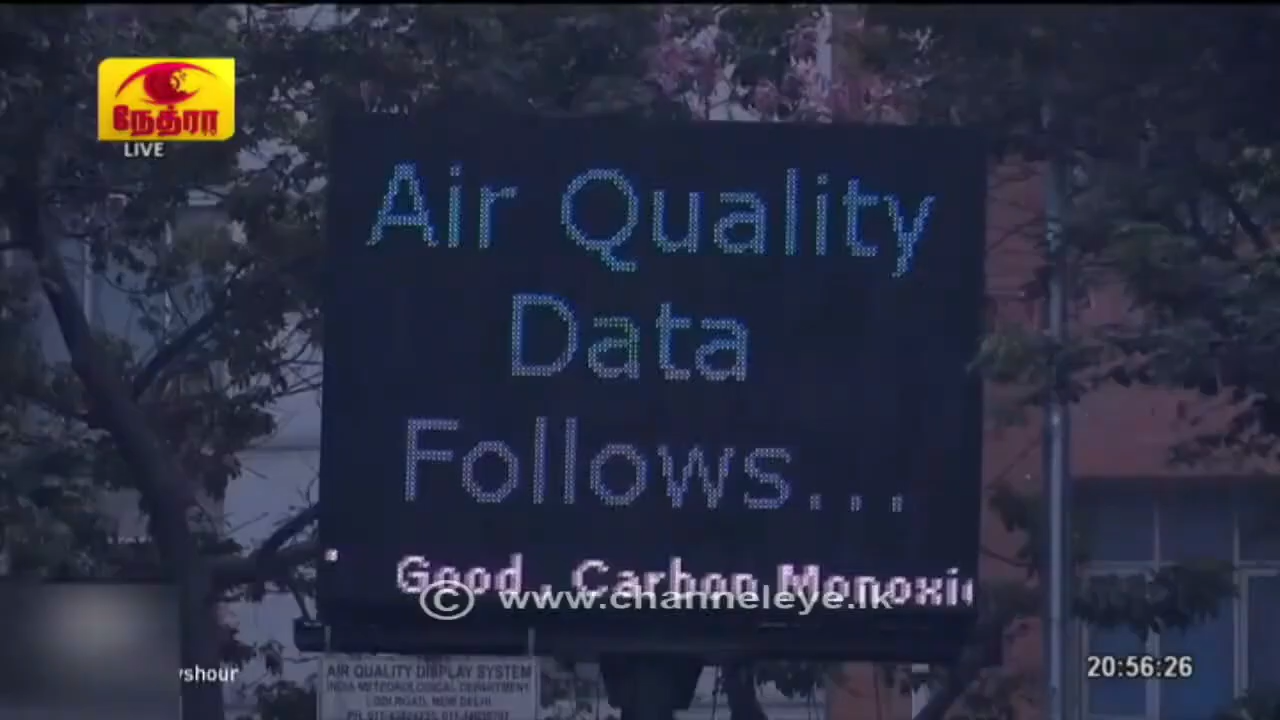 நேத்ரா
LIVE
Air Quality
Data
Follows...
Good , Carbon Monoxi
© www.channeleye.lk
vshour
20:56:26
AIR QUALITY DISPLAY SYSTEM
INDIA METEOROLOGICAL DEPARTMENT
LODI ROAD, NEW DELHI